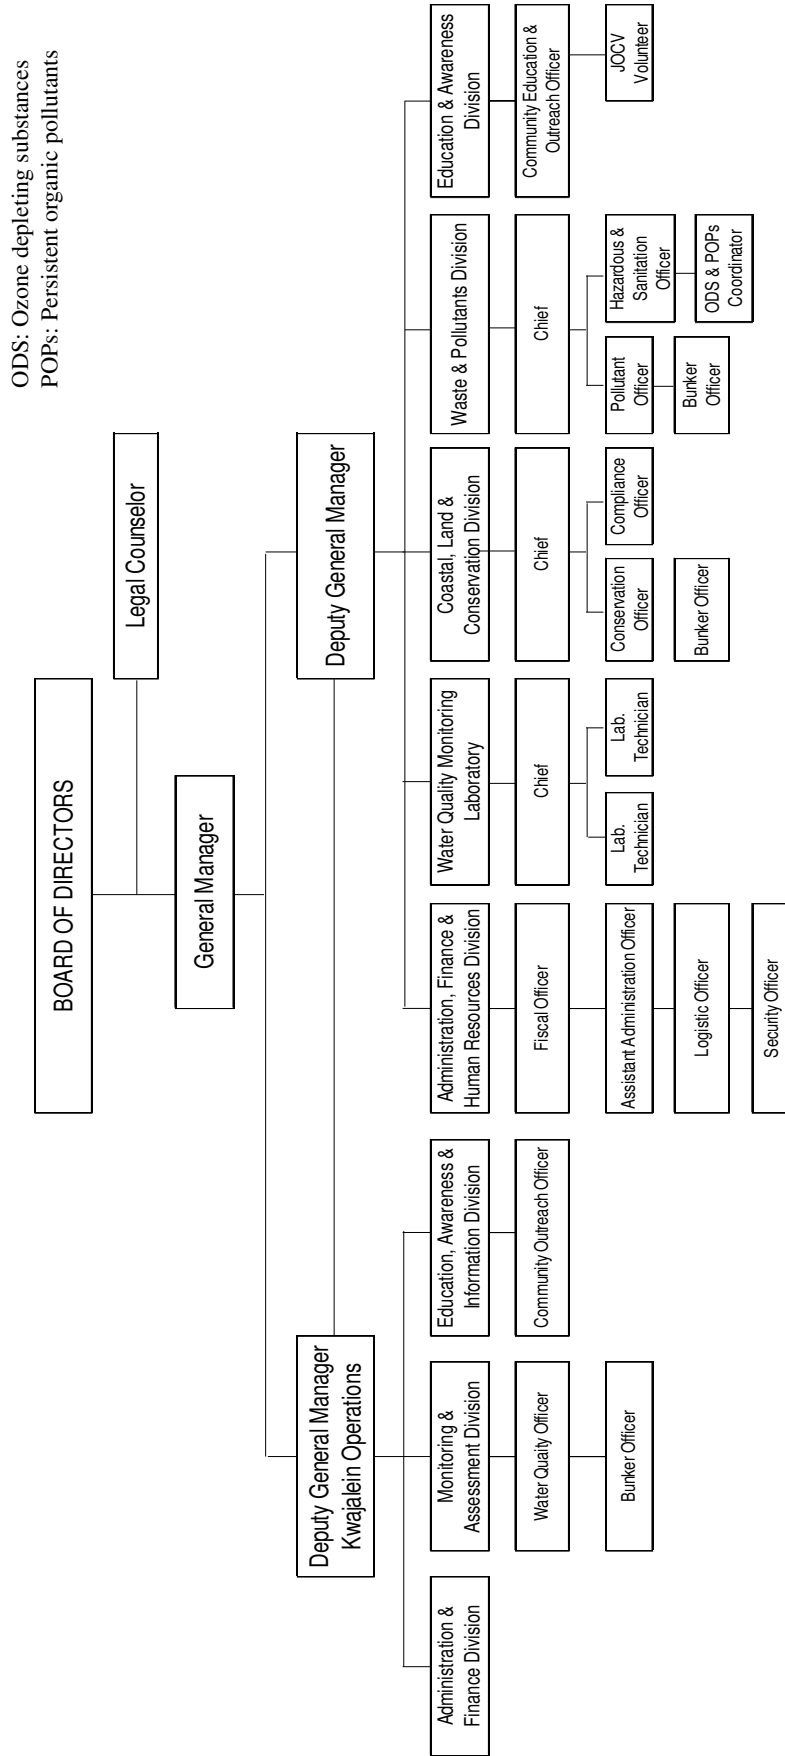 ODS: Ozone depleting substances
POPs: Persistent organic pollutants
BOARD OF DIRECTORS
Legal Counselor
General Manager
Deputy General Manager
Kwajalein Operations
Deputy General Manager
Administration &
Finance Division
Monitoring &
Assessment Division
Education, Awareness &
Information Division
Administration, Finance &
Human Resources Division
Water Quality Monitoring
Laboratory
Coastal, Land &
Conservation Division
Waste & Pollutants Division
Education & Awareness
Division
Water Quaity Officer
Community Outreach Officer
Fiscal Officer
Chief
Chief
Chief
Community Education &
Outreach Officer
Bunker Officer
Assistant Administration Officer
Lab.
Technician
Lab.
Technician
Conservation
Officer
Compliance
Officer
Pollutant
Officer
Hazardous &
Sanitation
Officer
JOCV
Volunteer
Logistic Officer
Bunker Officer
Bunker
Officer
ODS & POPs
Coordinator
Security Officer